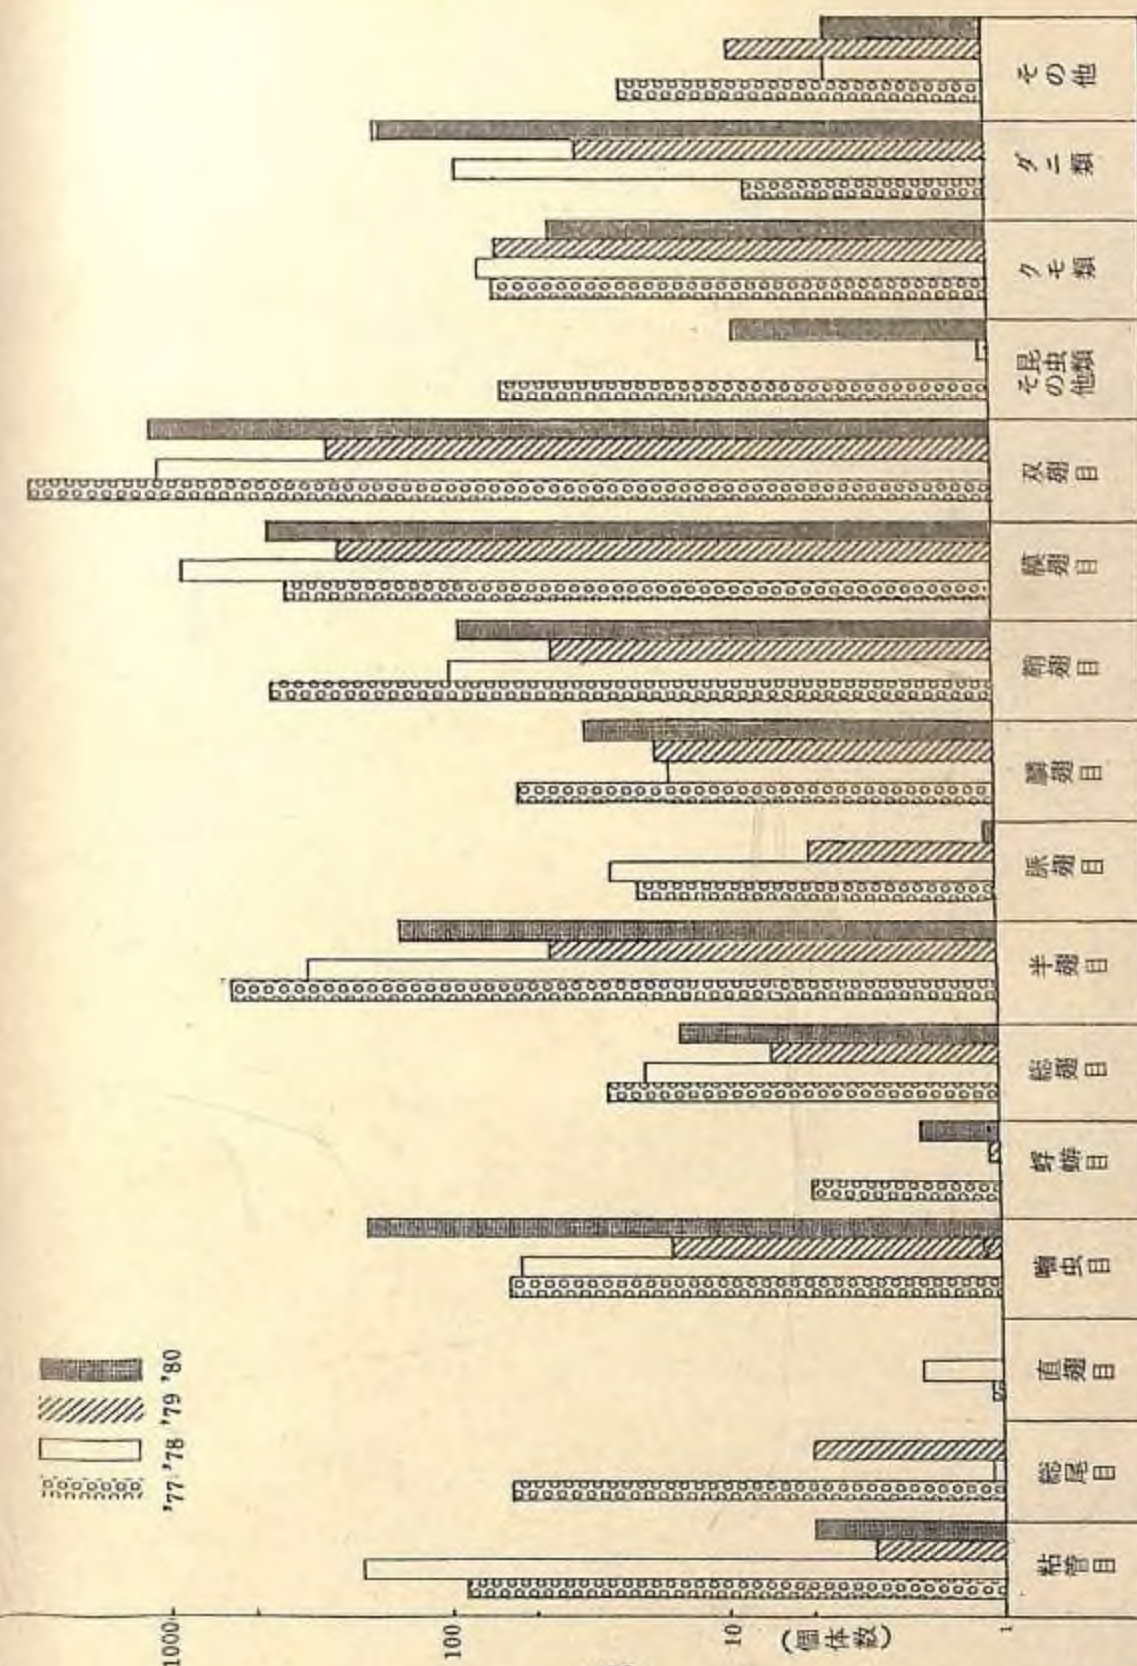 '77 '78 '79 '80
1000
100
10
1
(個体数)
粘管目
総尾目
直翅目
噛虫目
蜉蝣目
総翅目
半翅目
脈翅目
鱗翅目
鞘翅目
膜翅目
双翅目
その他
昆虫類
クモ類
ダニ類
その他